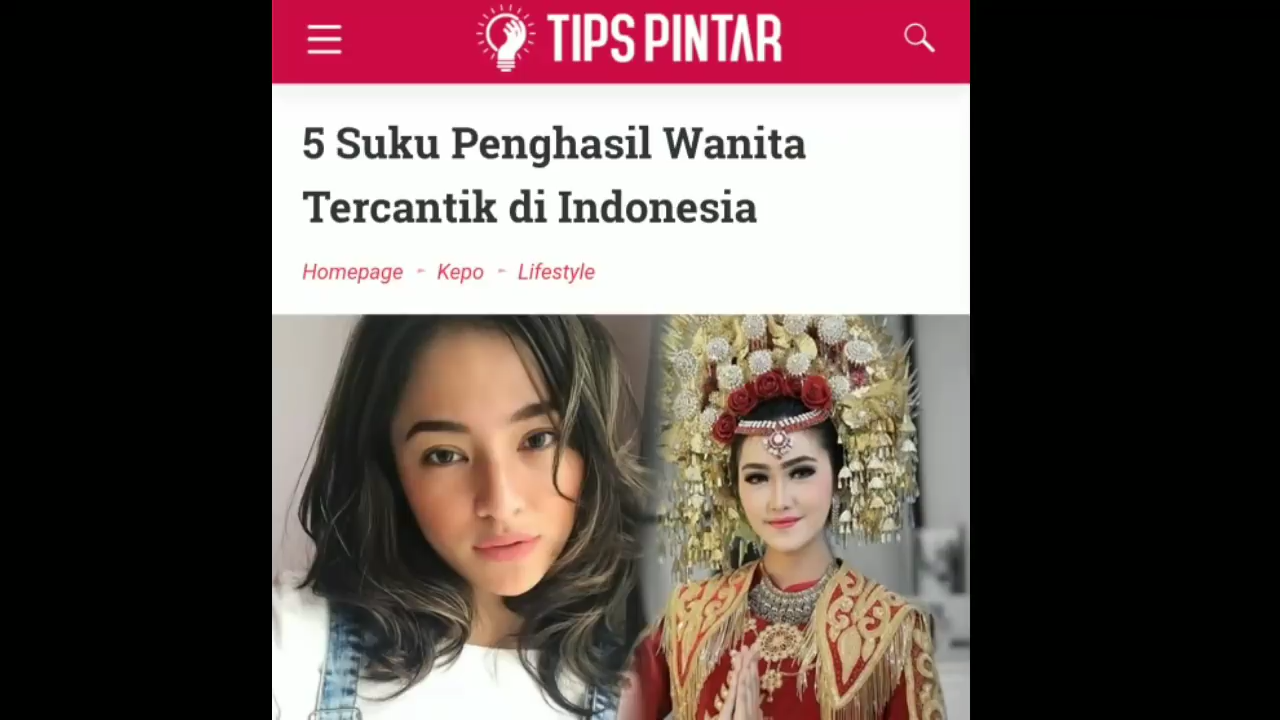 TIPS PINTAR
5 Suku Penghasil Wanita
Tercantik di Indonesia
Homepage - Kepo - Lifestyle